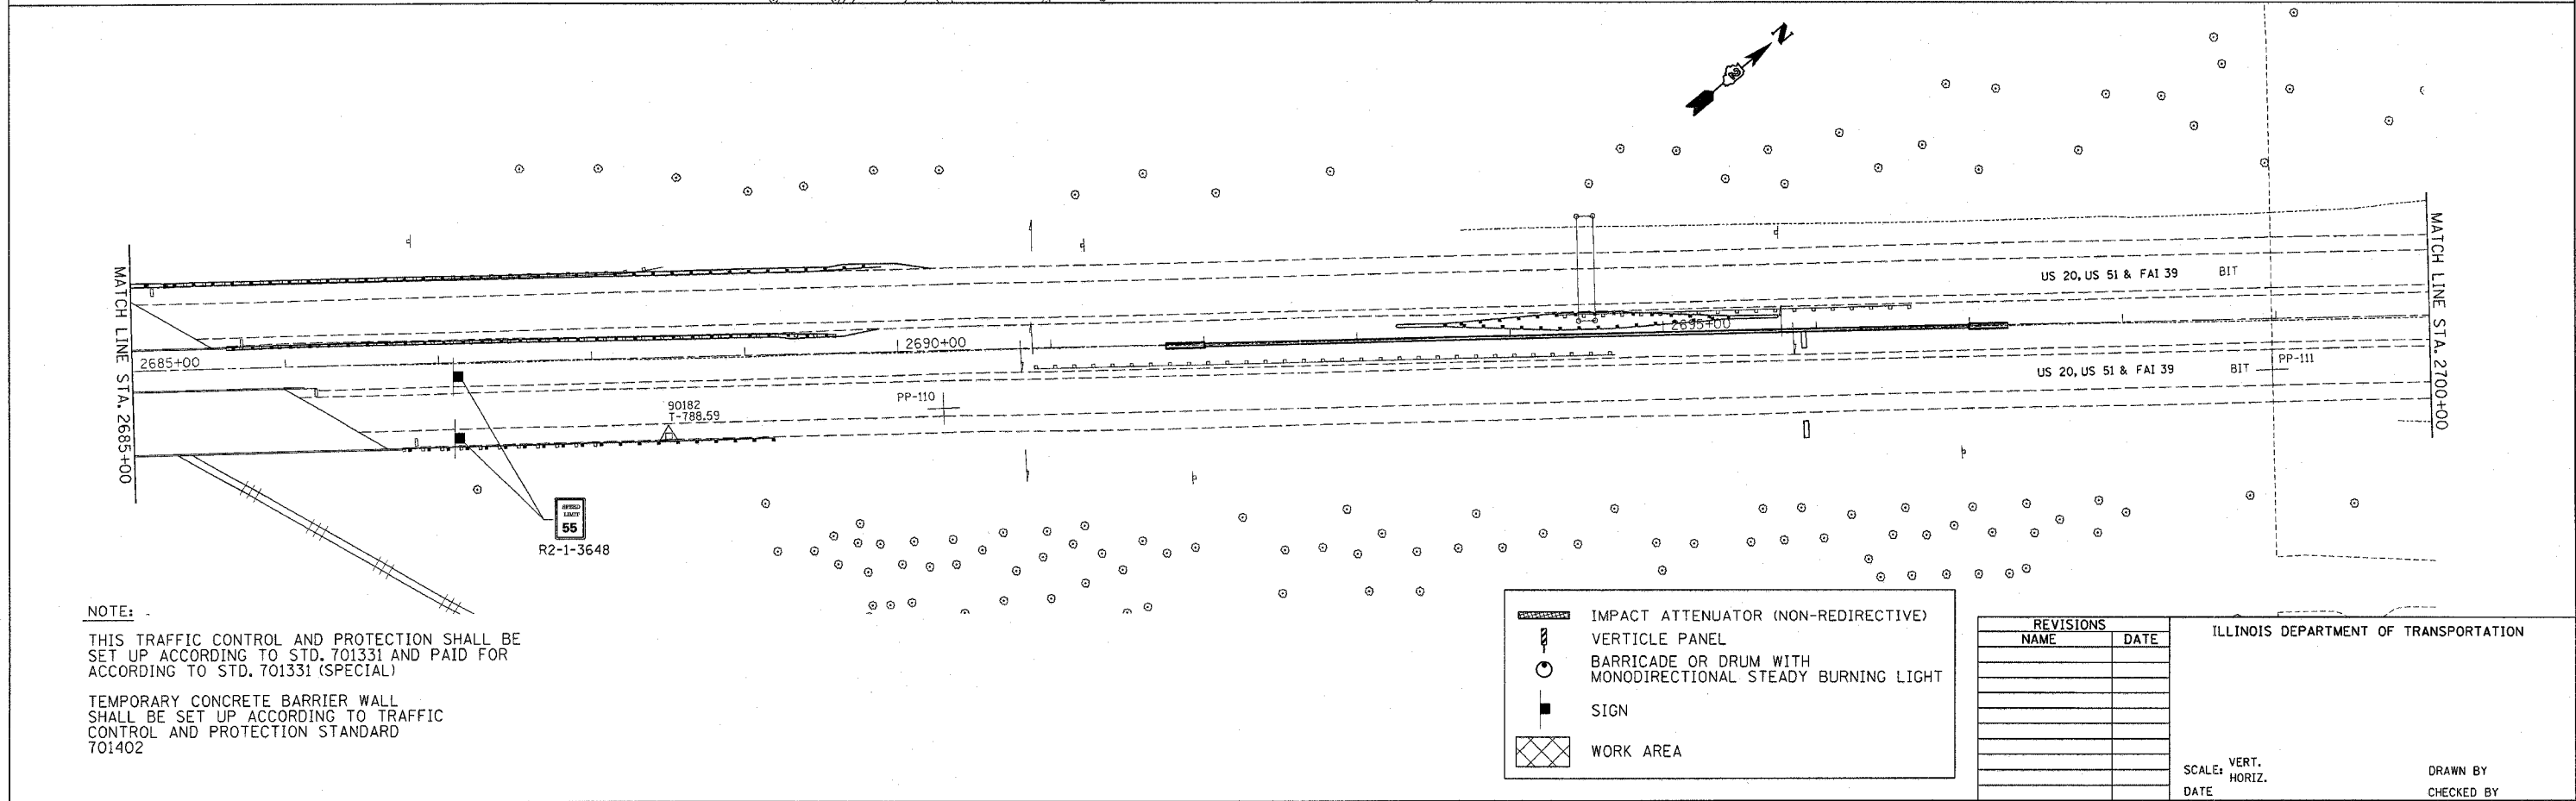 N
MATCH LINE STA. 2685+00
2685+00
2690+00
2695+00
US 20, US 51 & FAI 39 BIT
US 20, US 51 & FAI 39 BIT
PP-111
PP-110
90182
T-788.59
MATCH LINE STA. 2700+00
SPEED
LIMIT
55
R2-1-3648
NOTE:
THIS TRAFFIC CONTROL AND PROTECTION SHALL BE
SET UP ACCORDING TO STD. 701331 AND PAID FOR
ACCORDING TO STD. 701331 (SPECIAL)
TEMPORARY CONCRETE BARRIER WALL
SHALL BE SET UP ACCORDING TO TRAFFIC
CONTROL AND PROTECTION STANDARD
701402
IMPACT ATTENUATOR (NON-REDIRECTIVE)
VERTICLE PANEL
BARRICADE OR DRUM WITH
MONODIRECTIONAL STEADY BURNING LIGHT
SIGN
WORK AREA
REVISIONS
NAME DATE
ILLINOIS DEPARTMENT OF TRANSPORTATION
SCALE: VERT.
HORIZ.
DATE
DRAWN BY
CHECKED BY